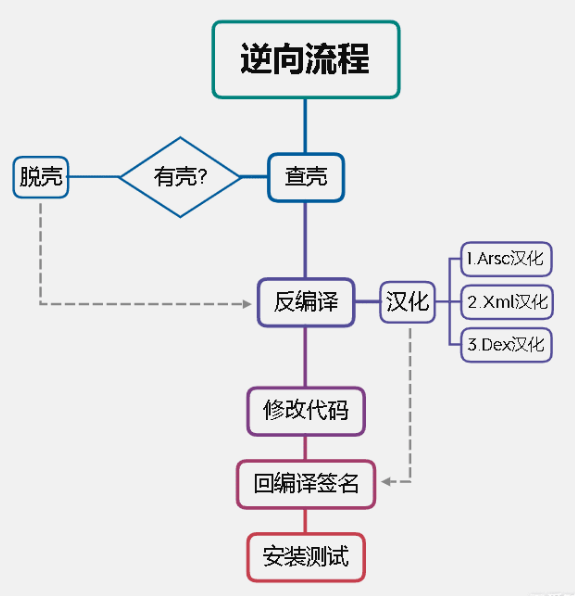 逆向流程
脱壳
有壳?
查壳
反编译
汉化
1.Arsc汉化
2.Xml汉化
3.Dex汉化
修改代码
回编译签名
安装测试